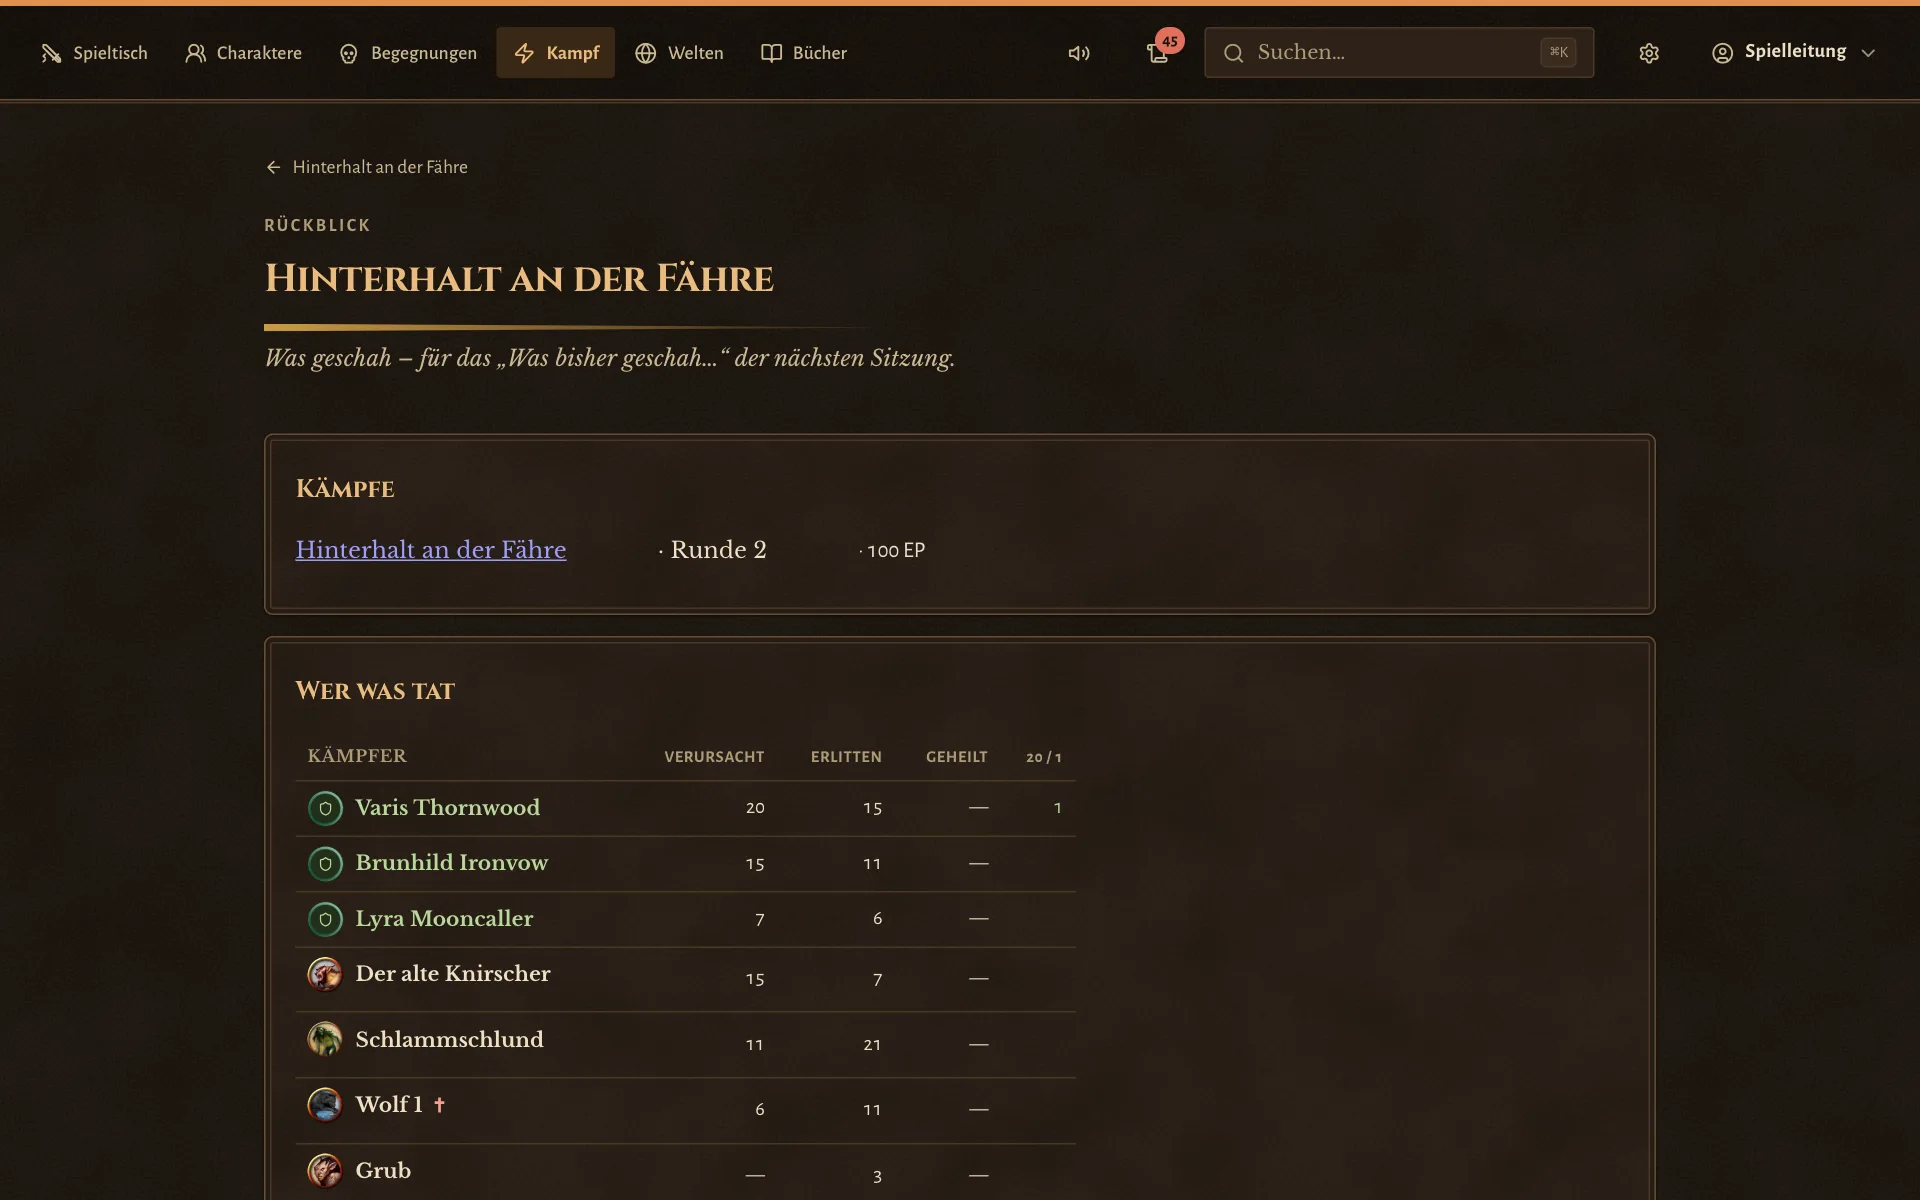 Spieltisch Charaktere Begegnungen Kampf Welten Bücher 45 Suchen... ⌘K Spielleitung
← Hinterhalt an der Fähre
RÜCKBLICK
Hinterhalt an der Fähre
Was geschah – für das „Was bisher geschah...“ der nächsten Sitzung.
Kämpfe
Hinterhalt an der Fähre · Runde 2 · 100 EP
Wer was tat
KÄMPFER VERURSACHT ERLITTEN GEHEILT 20 / 1
Varis Thornwood 20 15 — 1
Brunhild Ironvow 15 11 —
Lyra Mooncaller 7 6 —
Der alte Knirscher 15 7 —
Schlammschlund 11 21 —
Wolf 1 ✝ 6 11 —
Grub — 3 —